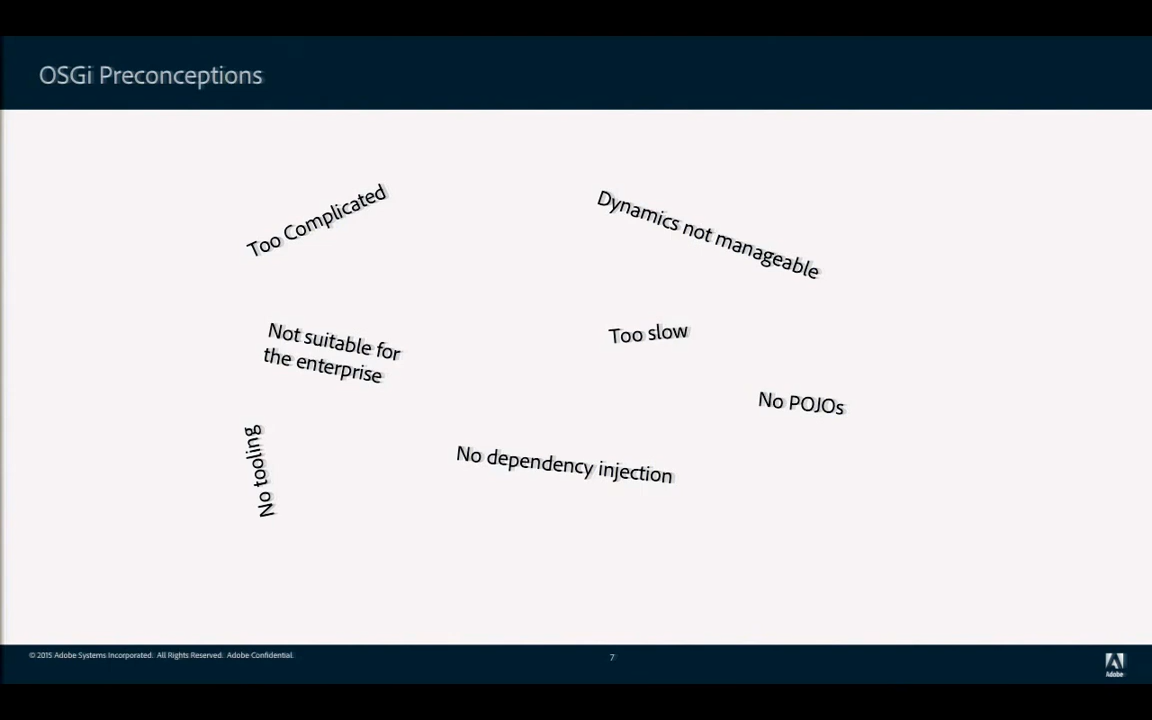 OSGi Preconceptions
Too Complicated
Dynamics not manageable
Not suitable for
the enterprise
Too slow
No POJOs
No tooling
No dependency injection
© 2015 Adobe Systems Incorporated. All Rights Reserved. Adobe Confidential.
7
Adobe